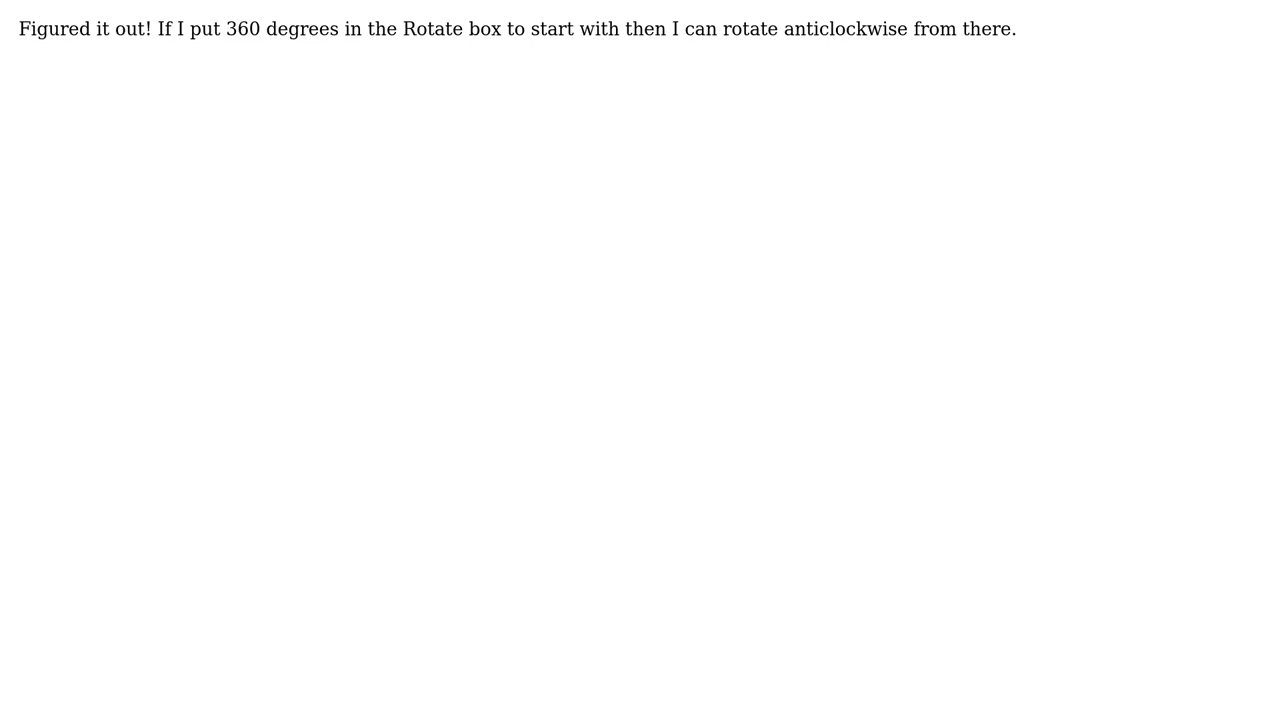 Figured it out! If I put 360 degrees in the Rotate box to start with then I can rotate anticlockwise from there.